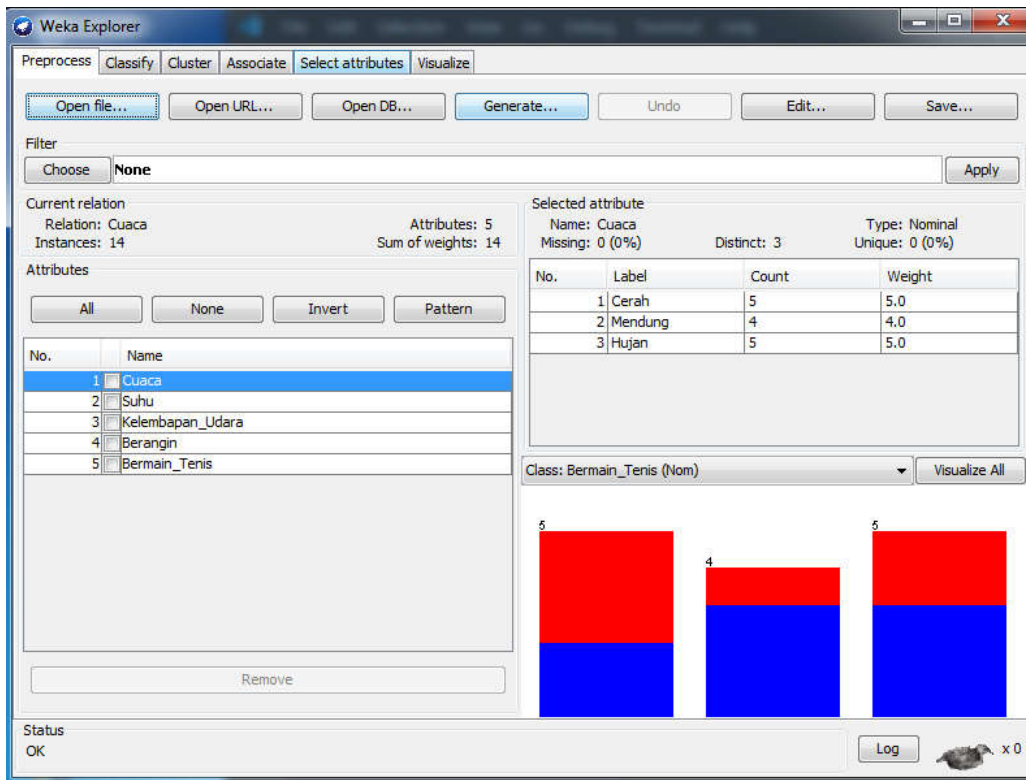 Weka Explorer
Preprocess Classify Cluster Associate Select attributes Visualize
Open file... Open URL... Open DB... Generate... Undo Edit... Save...
Filter
Choose None Apply
Current relation
Relation: Cuaca Attributes: 5
Instances: 14 Sum of weights: 14
Attributes
All None Invert Pattern
No. Name
1 Cuaca
2 Suhu
3 Kelembapan_Udara
4 Berangin
5 Bermain_Tenis
Remove
Selected attribute
Name: Cuaca Type: Nominal
Missing: 0 (0%) Distinct: 3 Unique: 0 (0%)
No. Label Count Weight
1 Cerah 5 5.0
2 Mendung 4 4.0
3 Hujan 5 5.0
Class: Bermain_Tenis (Nom) Visualize All
5 4 5
Status
OK Log x 0